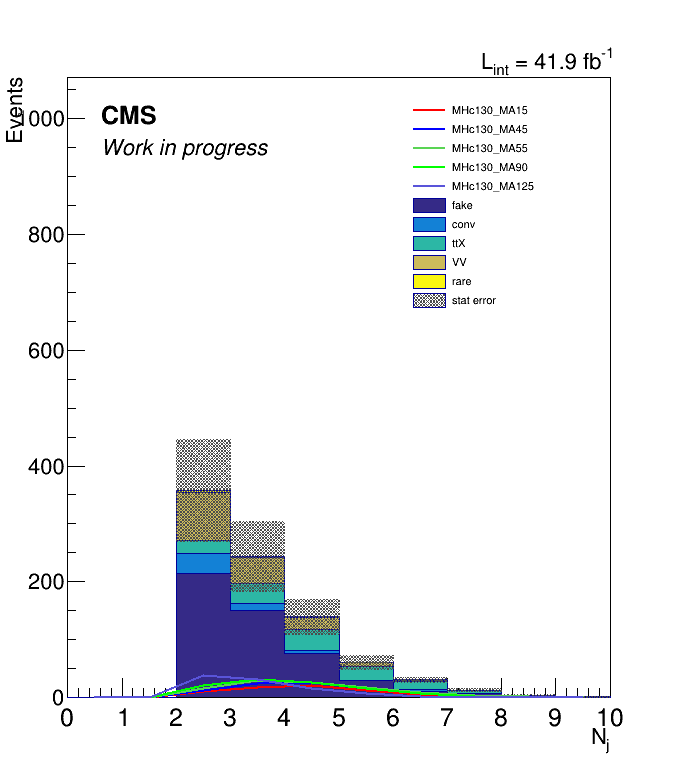 L_int = 41.9 fb^-1
Events
CMS
Work in progress
MHc130_MA15
MHc130_MA45
MHc130_MA55
MHc130_MA90
MHc130_MA125
fake
conv
ttX
VV
rare
stat error
1000
800
600
400
200
0
0 1 2 3 4 5 6 7 8 9 10
N_j